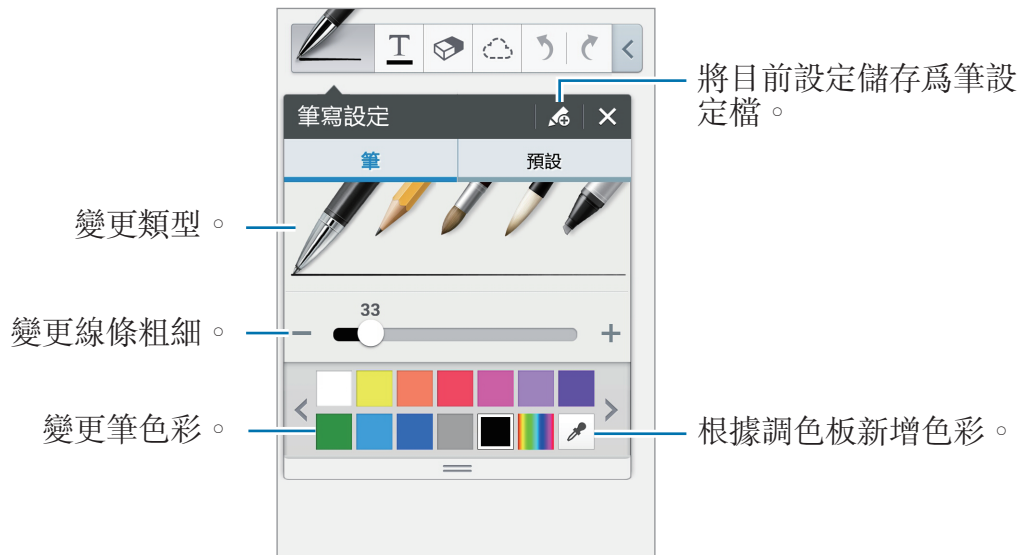 T
將目前設定儲存爲筆設
定檔。
筆寫設定
筆
預設
變更類型。
33
變更線條粗細。
變更筆色彩。
根據調色板新增色彩。